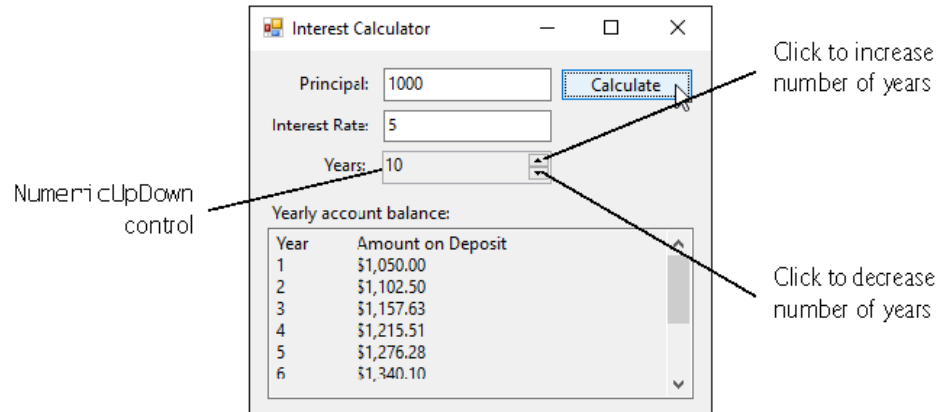 Interest Calculator
Click to increase
number of years
Principal: 1000 Calculate
Interest Rate: 5
Years: 10
NumericUpDown
control
Yearly account balance:
Year Amount on Deposit
1 $1,050.00
2 $1,102.50
3 $1,157.63
4 $1,215.51
5 $1,276.28
6 $1,340.10
Click to decrease
number of years